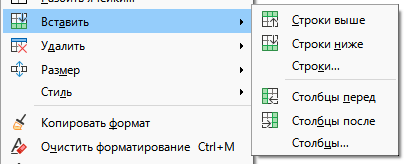 Вставить
Удалить
Размер
Стиль
Копировать формат
Очистить форматирование Ctrl+M
Строки выше
Строки ниже
Строки...
Столбцы перед
Столбцы после
Столбцы...